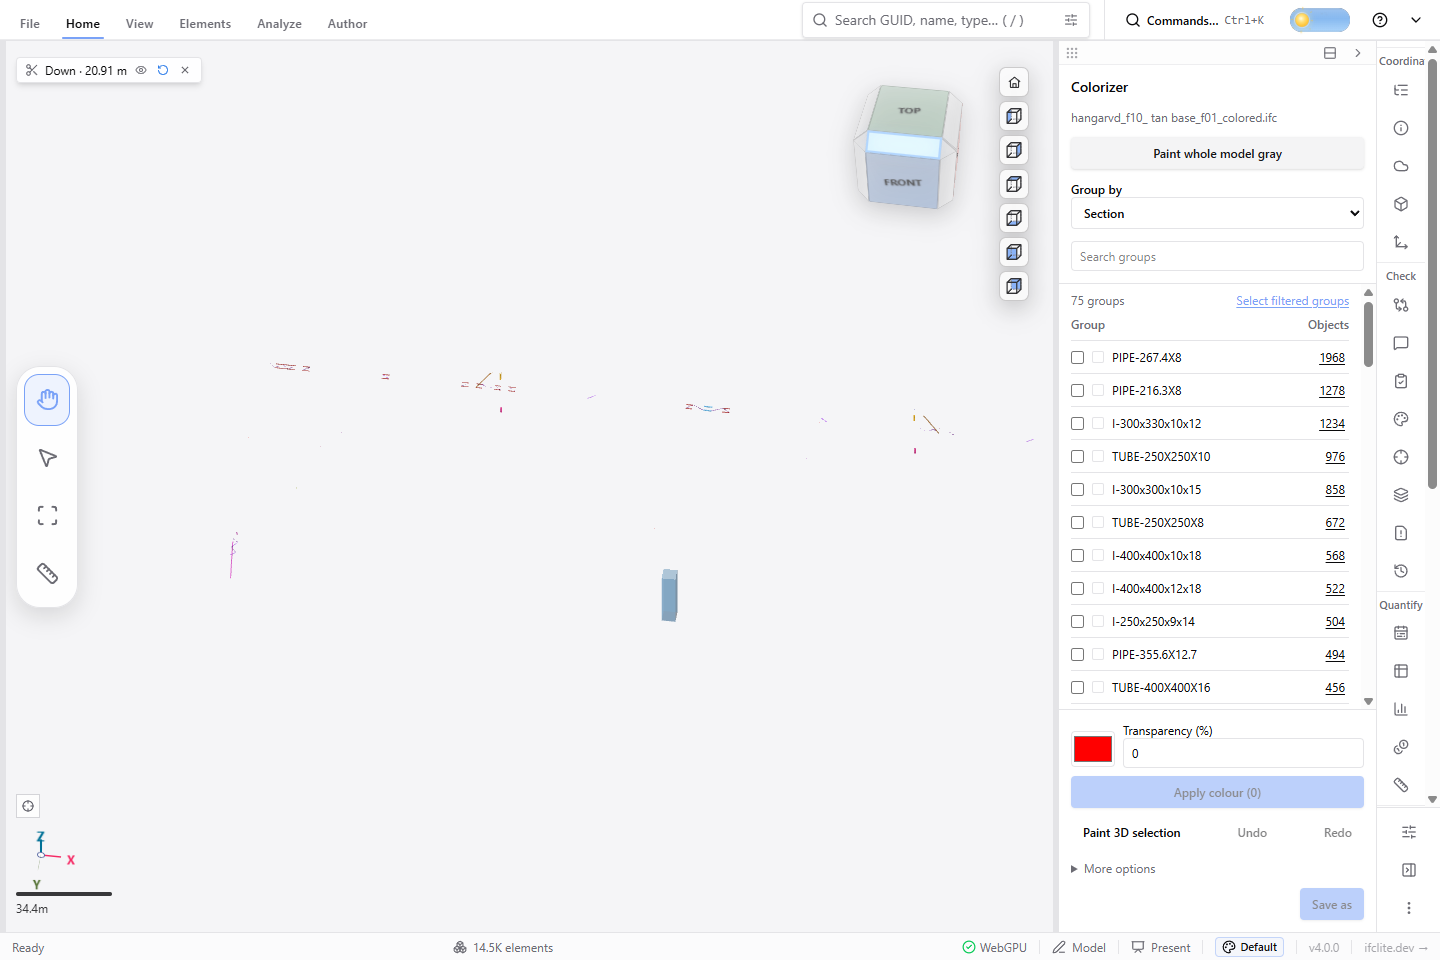 File Home View Elements Analyze Author
Search GUID, name, type... ( / )
Commands... Ctrl+K
Down · 20.91 m
TOP
FRONT
Colorizer
hangarvd_f10_ tan base_f01_colored.ifc
Paint whole model gray
Group by
Section
Search groups
75 groups Select filtered groups
Group Objects
PIPE-267.4X8 1968
PIPE-216.3X8 1278
I-300x330x10x12 1234
TUBE-250X250X10 976
I-300x300x10x15 858
TUBE-250X250X8 672
I-400x400x10x18 568
I-400x400x12x18 522
I-250x250x9x14 504
PIPE-355.6X12.7 494
TUBE-400X400X16 456
Transparency (%)
0
Apply colour (0)
Paint 3D selection Undo Redo
More options
Save as
Coordina
Check
Quantify
Z
X
Y
34.4m
Ready 14.5K elements WebGPU Model Present Default v4.0.0 ifclite.dev →